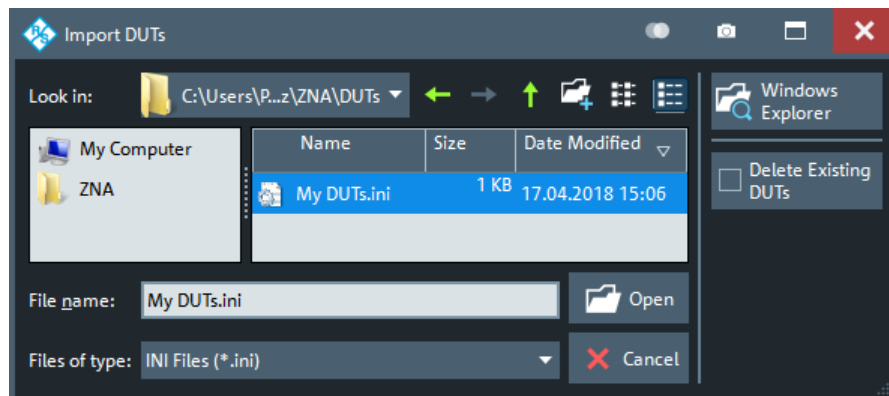 R&S Import DUTs
Look in: C:\Users\P...z\ZNA\DUTs
Windows
Explorer
My Computer
ZNA
Name Size Date Modified
My DUTs.ini 1 KB 17.04.2018 15:06
Delete Existing
DUTs
File name: My DUTs.ini
Open
Files of type: INI Files (*.ini)
Cancel